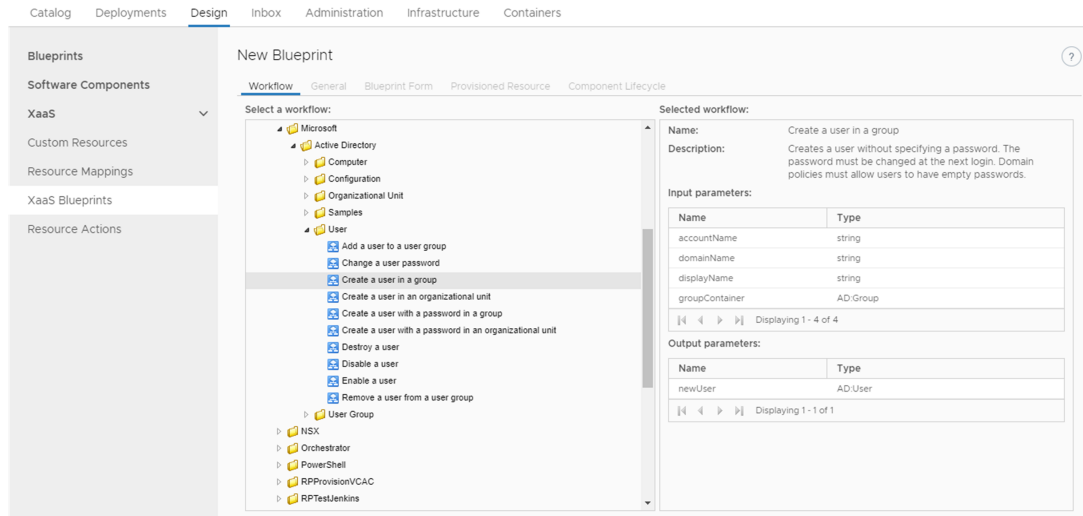 Catalog Deployments Design Inbox Administration Infrastructure Containers
Blueprints
Software Components
XaaS
Custom Resources
Resource Mappings
XaaS Blueprints
Resource Actions
New Blueprint
?
Workflow General Blueprint Form Provisioned Resource Component Lifecycle
Select a workflow:
Microsoft
Active Directory
Computer
Configuration
Organizational Unit
Samples
User
Add a user to a user group
Change a user password
Create a user in a group
Create a user in an organizational unit
Create a user with a password in a group
Create a user with a password in an organizational unit
Destroy a user
Disable a user
Enable a user
Remove a user from a user group
User Group
NSX
Orchestrator
PowerShell
RPProvisionVCAC
RPTestJenkins
Selected workflow:
Name: Create a user in a group
Description: Creates a user without specifying a password. The
password must be changed at the next login. Domain
policies must allow users to have empty passwords.
Input parameters:
Name Type
accountName string
domainName string
displayName string
groupContainer AD:Group
Displaying 1 - 4 of 4
Output parameters:
Name Type
newUser AD:User
Displaying 1 - 1 of 1